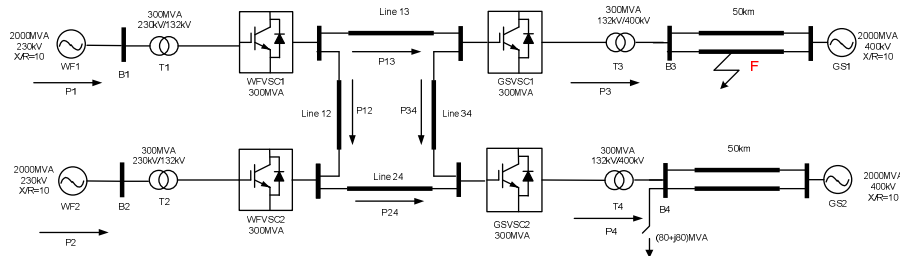 300MVA
230kV/132kV
300MVA
132kV/400kV
50km
Line 13
2000MVA
230kV
X/R=10
WF1
B1
T1
P13
T3
B3
F
GS1
2000MVA
400kV
X/R=10
WFVSC1
300MVA
GSVSC1
300MVA
P1
P3
Line 12
P12
P34
Line 34
300MVA
230kV/132kV
300MVA
132kV/400kV
50km
Line 24
2000MVA
230kV
X/R=10
WF2
B2
T2
P24
T4
B4
GS2
2000MVA
400kV
X/R=10
WFVSC2
300MVA
GSVSC2
300MVA
P2
P4
(80+j80)MVA